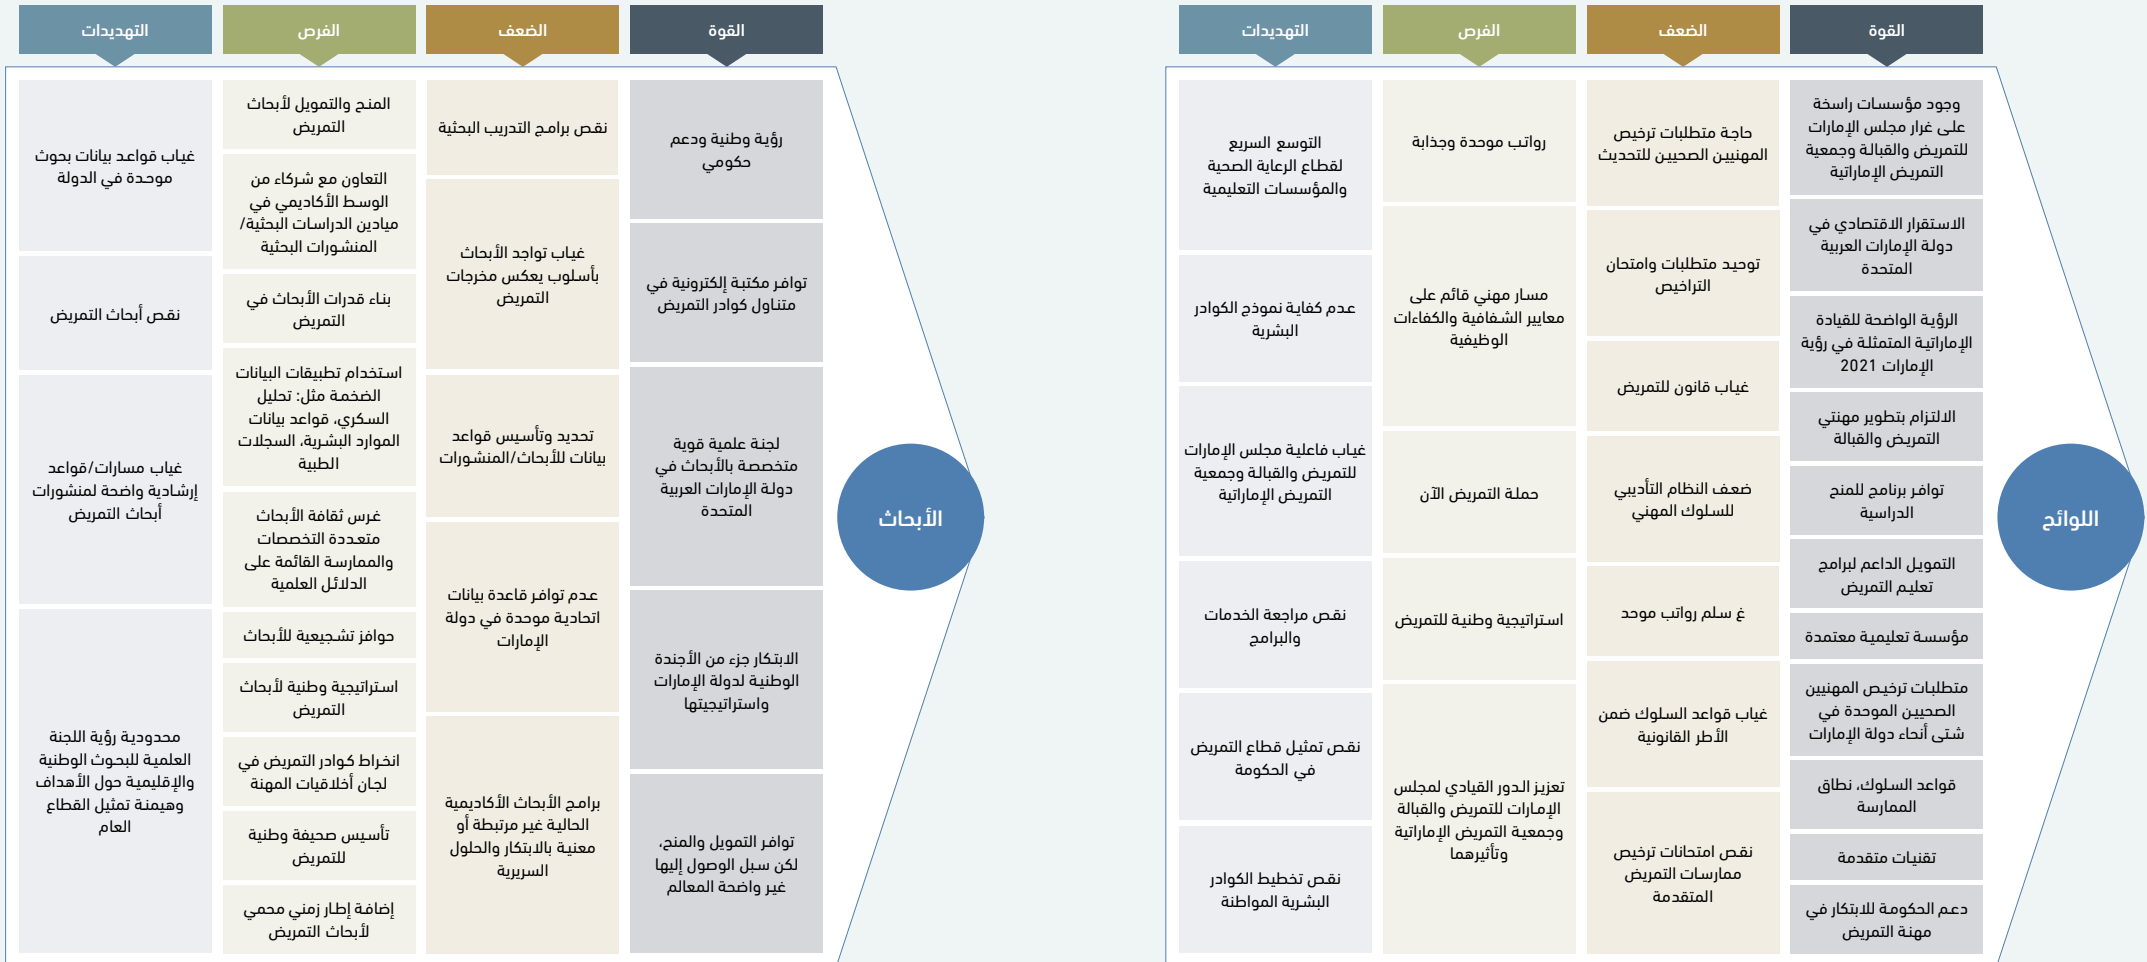 القوة
الضعف
الفرص
التهديدات
اللوائح
وجود مؤسسات راسخة
على غرار مجلس الإمارات
للتمريض والقبالة وجمعية
التمريض الإماراتية
الاستقرار الاقتصادي في
دولة الإمارات العربية
المتحدة
الرؤية الواضحة للقيادة
الإماراتية المتمثلة في رؤية
الإمارات 2021
الالتزام بتطوير مهنتي
التمريض والقبالة
توافر برنامج للمنح
الدراسية
التمويل الداعم لبرامج
تعليم التمريض
مؤسسة تعليمية معتمدة
متطلبات ترخيص المهنيين
الصحيين الموحدة في
شتى أنحاء دولة الإمارات
قواعد السلوك، نطاق
الممارسة
تقنيات متقدمة
دعم الحكومة للابتكار في
مهنة التمريض
حاجة متطلبات ترخيص
المهنيين الصحيين للتحديث
توحيد متطلبات وامتحان
التراخيص
غياب قانون للتمريض
ضعف النظام التأديبي
للسلوك المهني
غ سلم رواتب موحد
غياب قواعد السلوك ضمن
الأطر القانونية
نقص امتحانات ترخيص
ممارسات التمريض
المتقدمة
رواتب موحدة وجذابة
مسار مهني قائم على
معايير الشفافية والكفاءات
الوظيفية
حملة التمريض الآن
استراتيجية وطنية للتمريض
تعزيز الدور القيادي لمجلس
الإمارات للتمريض والقبالة
وجمعية التمريض الإماراتية
وتأثيرهما
التوسع السريع
لقطاع الرعاية الصحية
والمؤسسات التعليمية
عدم كفاية نموذج الكوادر
البشرية
غياب فاعلية مجلس الإمارات
للتمريض والقبالة وجمعية
التمريض الإماراتية
نقص مراجعة الخدمات
والبرامج
نقص تمثيل قطاع التمريض
في الحكومة
نقص تخطيط الكوادر
البشرية المواطنة
القوة
الضعف
الفرص
التهديدات
الأبحاث
رؤية وطنية ودعم
حكومي
توافر مكتبة إلكترونية في
متناول كوادر التمريض
لجنة علمية قوية
متخصصة بالأبحاث في
دولة الإمارات العربية
المتحدة
الابتكار جزء من الأجندة
الوطنية لدولة الإمارات
واستراتيجيتها
توافر التمويل والمنح،
لكن سبل الوصول إليها
غير واضحة المعالم
نقص برامج التدريب البحثية
غياب تواجد الأبحاث
بأسلوب يعكس مخرجات
التمريض
تحديد وتأسيس قواعد
بيانات للأبحاث/المنشورات
عدم توافر قاعدة بيانات
اتحادية موحدة في دولة
الإمارات
برامج الأبحاث الأكاديمية
الحالية غير مرتبطة أو
معنية بالابتكار والحلول
السريرية
المنح والتمويل لأبحاث
التمريض
التعاون مع شركاء من
الوسط الأكاديمي في
ميادين الدراسات البحثية/
المنشورات البحثية
بناء قدرات الأبحاث في
التمريض
استخدام تطبيقات البيانات
الضخمة مثل: تحليل
السكري، قواعد بيانات
الموارد البشرية، السجلات
الطبية
غرس ثقافة الأبحاث
متعددة التخصصات
والممارسة القائمة على
الدلائل العلمية
حوافز تشجيعية للأبحاث
استراتيجية وطنية لأبحاث
التمريض
انخراط كوادر التمريض في
لجان أخلاقيات المهنة
تأسيس صحيفة وطنية
للتمريض
إضافة إطار زمني محمي
لأبحاث التمريض
غياب قواعد بيانات بحوث
موحدة في الدولة
نقص أبحاث التمريض
غياب مسارات/قواعد
إرشادية واضحة لمنشورات
أبحاث التمريض
محدودية رؤية اللجنة
العلمية للبحوث الوطنية
والإقليمية حول الأهداف
وهيمنة تمثيل القطاع
العام